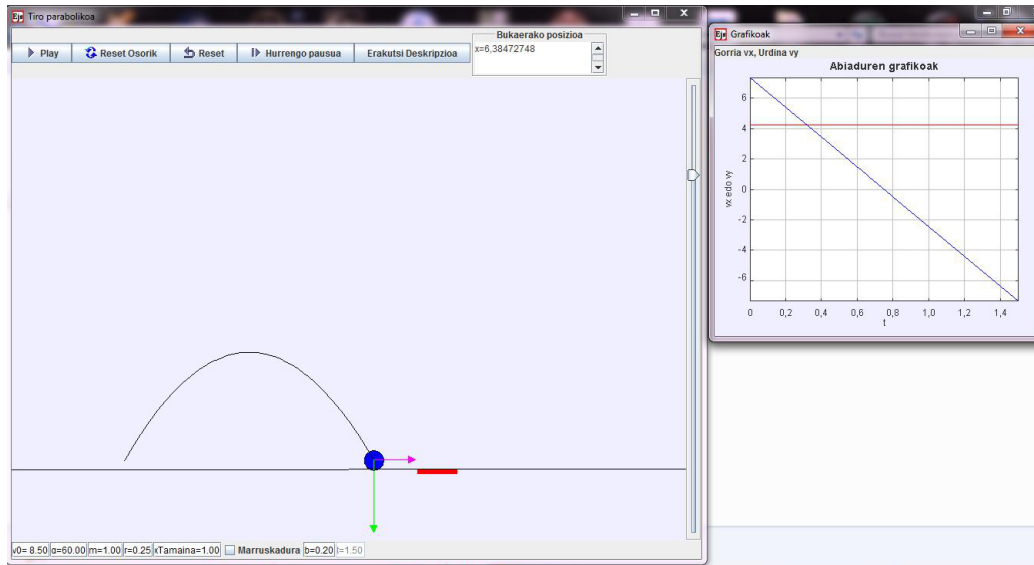 Tiro parabolikoa
Play
Reset Osorik
Reset
Hurrengo pausua
Erakutsi Deskripzioa
Bukaerako posizioa
x=6,38472748
v0= 8.50 α=60.00 m=1.00 r=0.25 xTamaina=1.00 Marruskadura b=0.20 t=1.50
Grafikoak
Gorria vx, Urdina vy
Abiaduren grafikoak
vx edo vy
6
4
2
0
-2
-4
-6
0 0,2 0,4 0,6 0,8 1,0 1,2 1,4
t